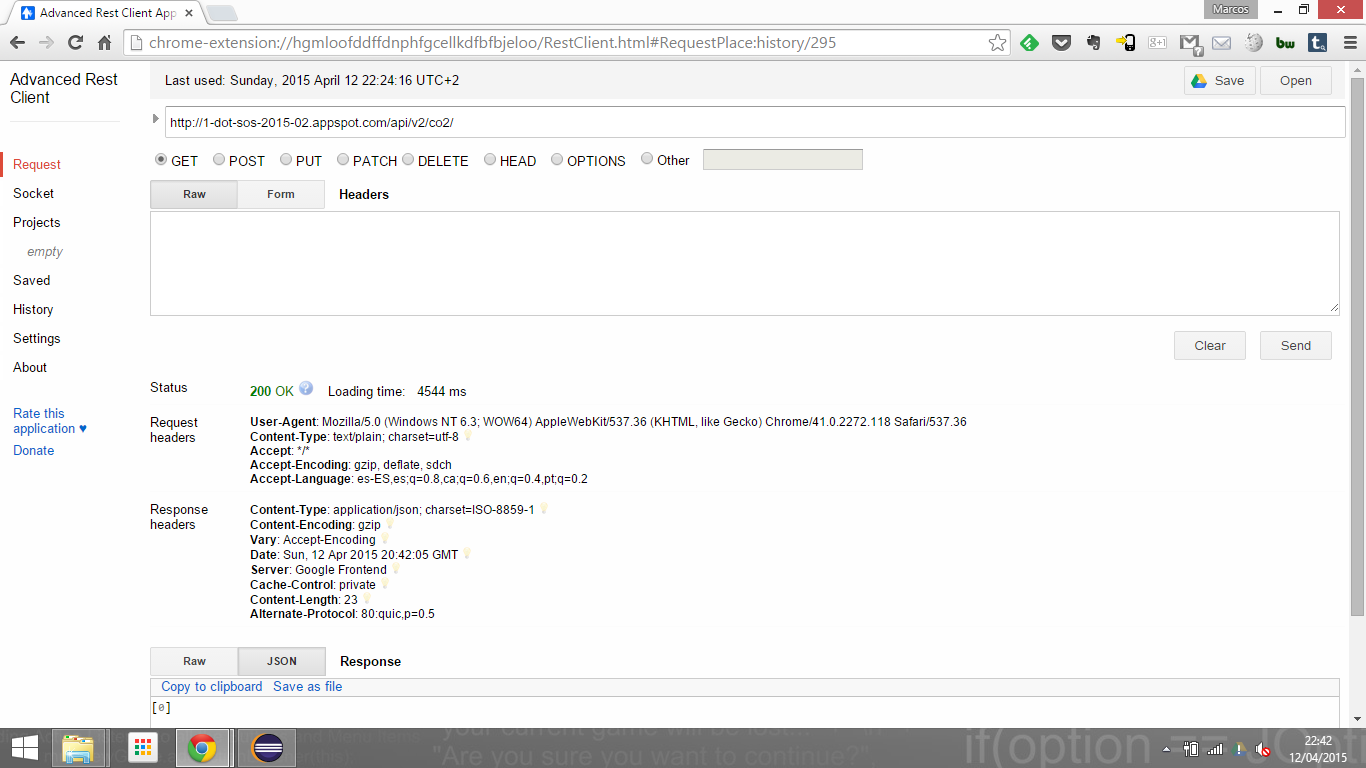 Advanced Rest Client App
Marcos
chrome-extension://hgmloofddffdnphfgcellkdfbfbjeloo/RestClient.html#RequestPlace:history/295
Advanced Rest
Client
Last used: Sunday, 2015 April 12 22:24:16 UTC+2
Save
Open
http://1-dot-sos-2015-02.appspot.com/api/v2/co2/
GET POST PUT PATCH DELETE HEAD OPTIONS Other
Raw Form Headers
Request
Socket
Projects
empty
Saved
History
Settings
About
Rate this
application ♥
Donate
Clear
Send
Status
200 OK
Loading time: 4544 ms
Request
headers
User-Agent: Mozilla/5.0 (Windows NT 6.3; WOW64) AppleWebKit/537.36 (KHTML, like Gecko) Chrome/41.0.2272.118 Safari/537.36
Content-Type: text/plain; charset=utf-8
Accept: */*
Accept-Encoding: gzip, deflate, sdch
Accept-Language: es-ES,es;q=0.8,ca;q=0.6,en;q=0.4,pt;q=0.2
Response
headers
Content-Type: application/json; charset=ISO-8859-1
Content-Encoding: gzip
Vary: Accept-Encoding
Date: Sun, 12 Apr 2015 20:42:05 GMT
Server: Google Frontend
Cache-Control: private
Content-Length: 23
Alternate-Protocol: 80:quic,p=0.5
Raw JSON Response
Copy to clipboard Save as file
[0]
your current game will be
"Are you sure you want to continue?"
if(option == JOpti
22:42
12/04/2015